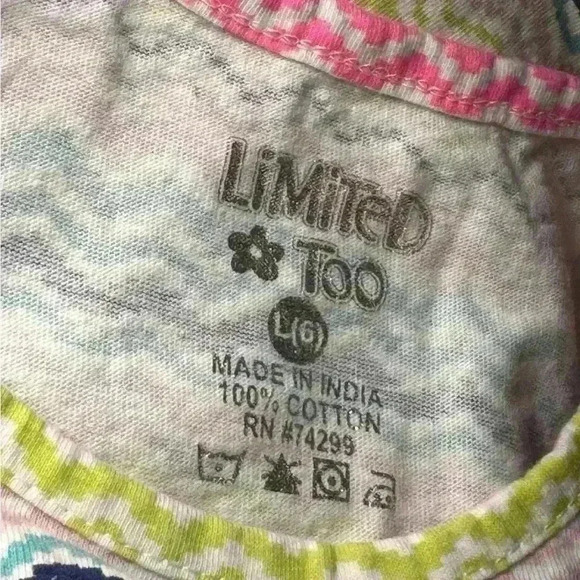 LiMiTeD
TOO
L(6)
MADE IN INDIA
100% COTTON
RN #74299